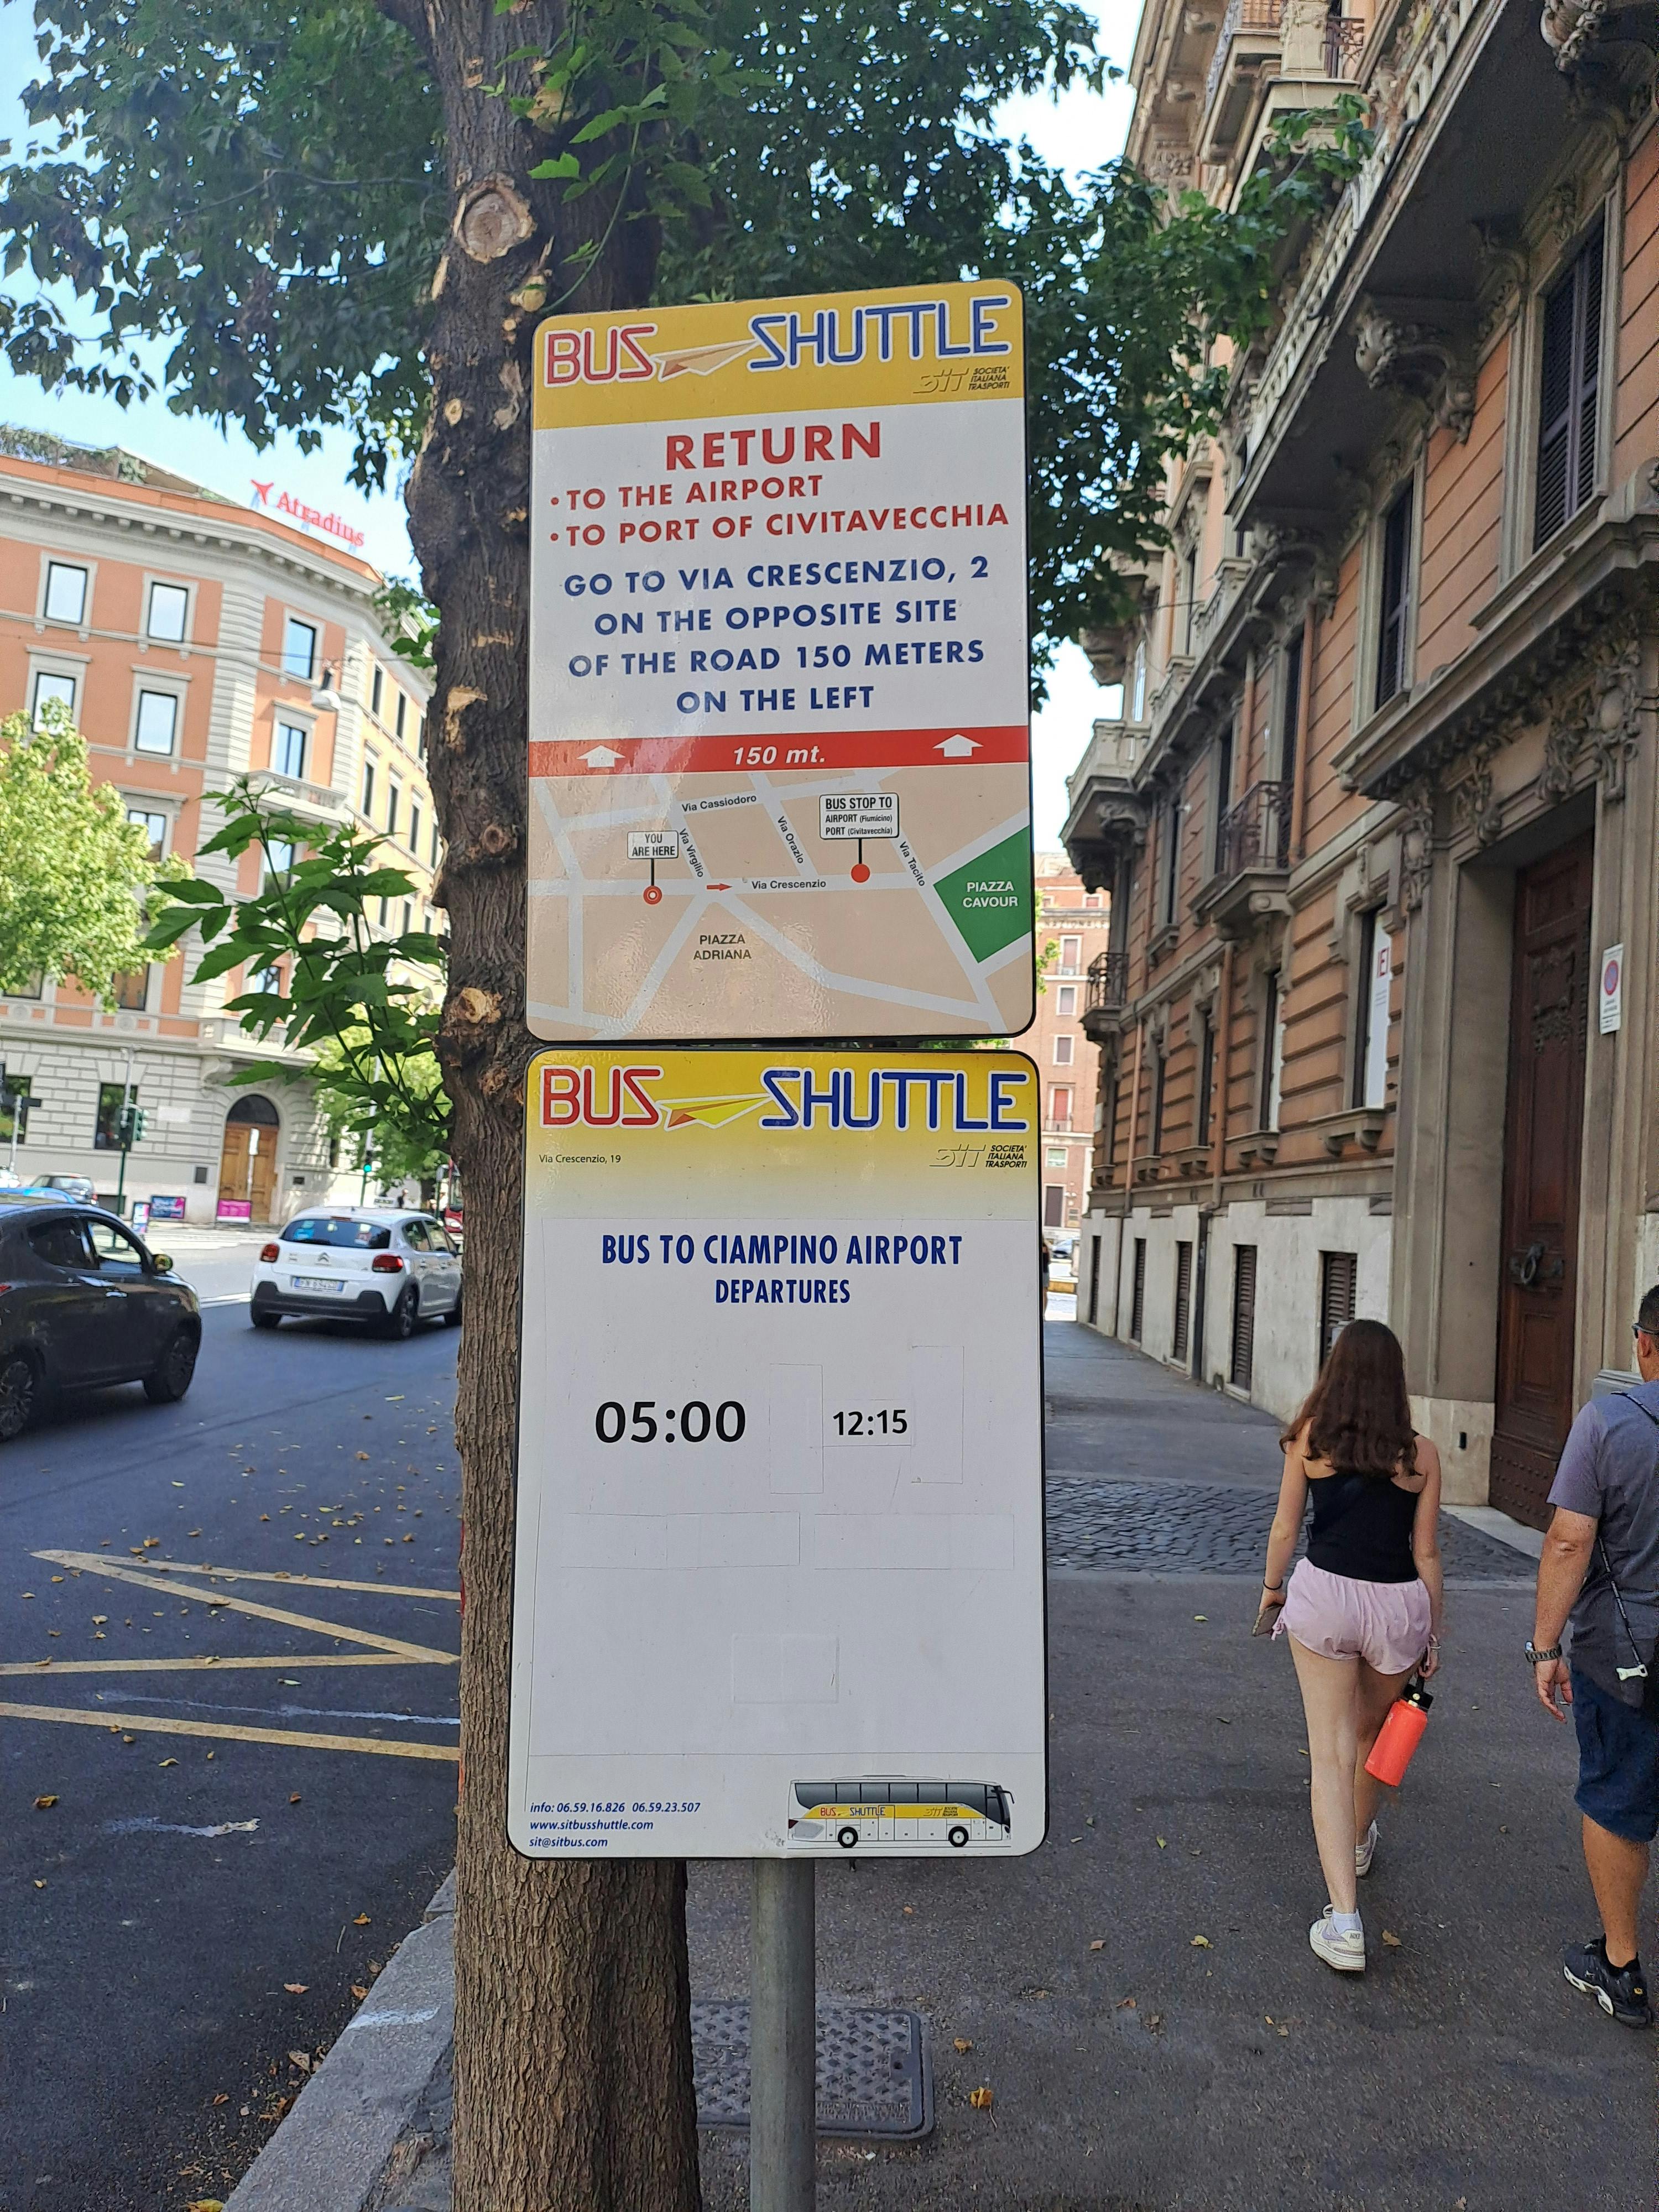 Atradius
BUS SHUTTLE
SIT SOCIETA'
ITALIANA
TRASPORTI
RETURN
• TO THE AIRPORT
• TO PORT OF CIVITAVECCHIA
GO TO VIA CRESCENZIO, 2
ON THE OPPOSITE SITE
OF THE ROAD 150 METERS
ON THE LEFT
150 mt.
Via Cassiodoro
BUS STOP TO
AIRPORT (Fiumicino)
PORT (Civitavecchia)
YOU
ARE HERE
Via Virgilio
Via Orazio
Via Tacito
Via Crescenzio
PIAZZA
CAVOUR
PIAZZA
ADRIANA
BUS SHUTTLE
Via Crescenzio, 19
SIT SOCIETA'
ITALIANA
TRASPORTI
BUS TO CIAMPINO AIRPORT
DEPARTURES
05:00 12:15
info: 06.59.16.826 06.59.23.507
www.sitbusshuttle.com
sit@sitbus.com
BUS SHUTTLE SIT